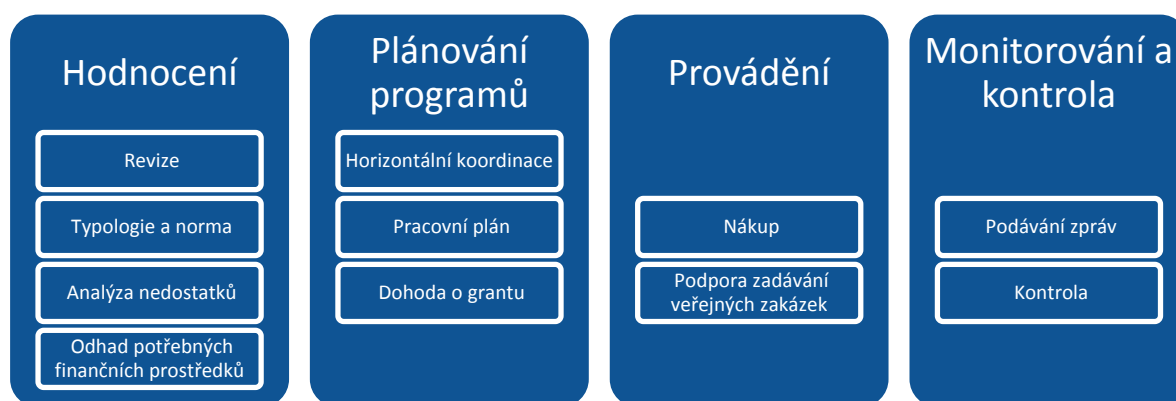 Hodnocení
Revize
Typologie a norma
Analýza nedostatků
Odhad potřebných
finančních prostředků
Plánování
programů
Horizontální koordinace
Pracovní plán
Dohoda o grantu
Provádění
Nákup
Podpora zadávání
veřejných zakázek
Monitorování a
kontrola
Podávání zpráv
Kontrola